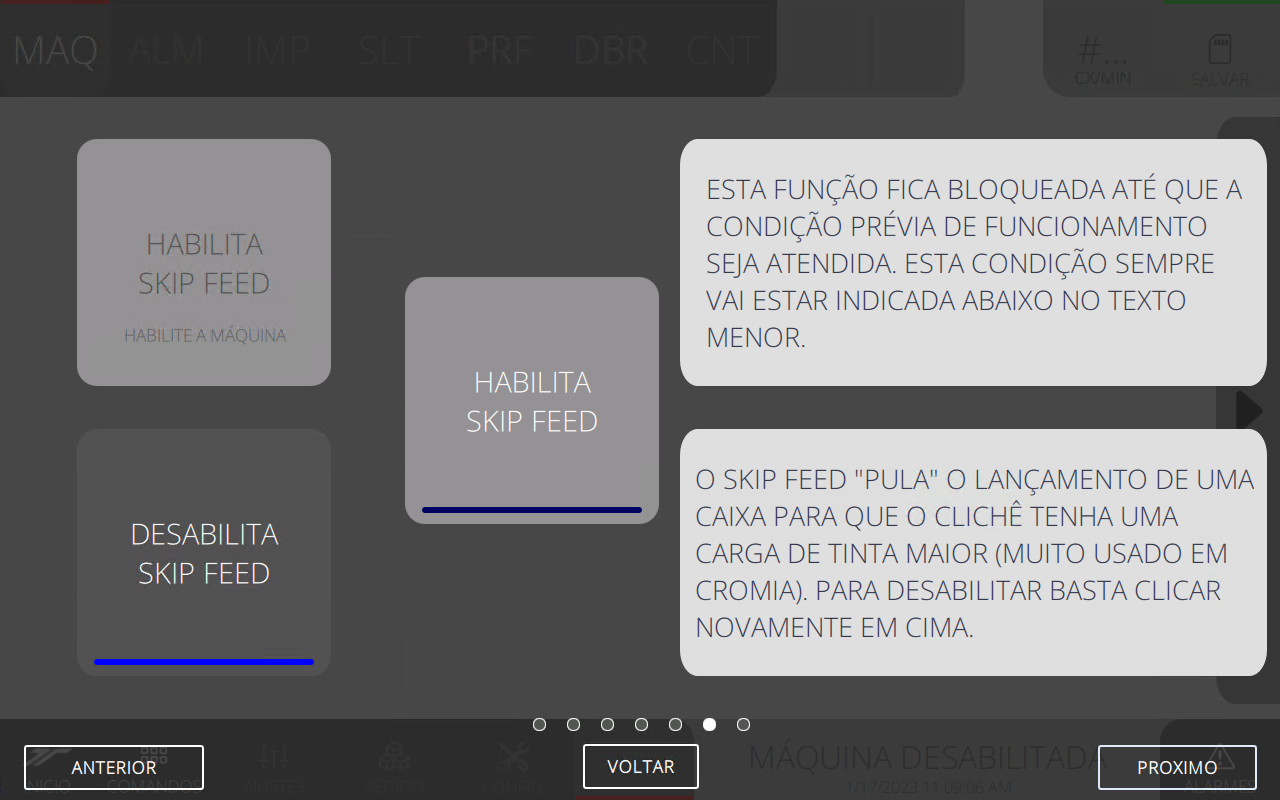 MAQ ALM IMP SLT PRF DBR CNT
#...
CX/MIN
SALVAR
HABILITA
SKIP FEED
HABILITE A MÁQUINA
HABILITA
SKIP FEED
DESABILITA
SKIP FEED
ESTA FUNÇÃO FICA BLOQUEADA ATÉ QUE A
CONDIÇÃO PRÉVIA DE FUNCIONAMENTO
SEJA ATENDIDA. ESTA CONDIÇÃO SEMPRE
VAI ESTAR INDICADA ABAIXO NO TEXTO
MENOR.
O SKIP FEED "PULA" O LANÇAMENTO DE UMA
CAIXA PARA QUE O CLICHÊ TENHA UMA
CARGA DE TINTA MAIOR (MUITO USADO EM
CROMIA). PARA DESABILITAR BASTA CLICAR
NOVAMENTE EM CIMA.
ANTERIOR
VOLTAR
PROXIMO
INICIO COMANDOS AJUSTES PEDIDO CONFIG
MÁQUINA DESABILITADA
1/17/2023 11:09:06 AM
ALARMES